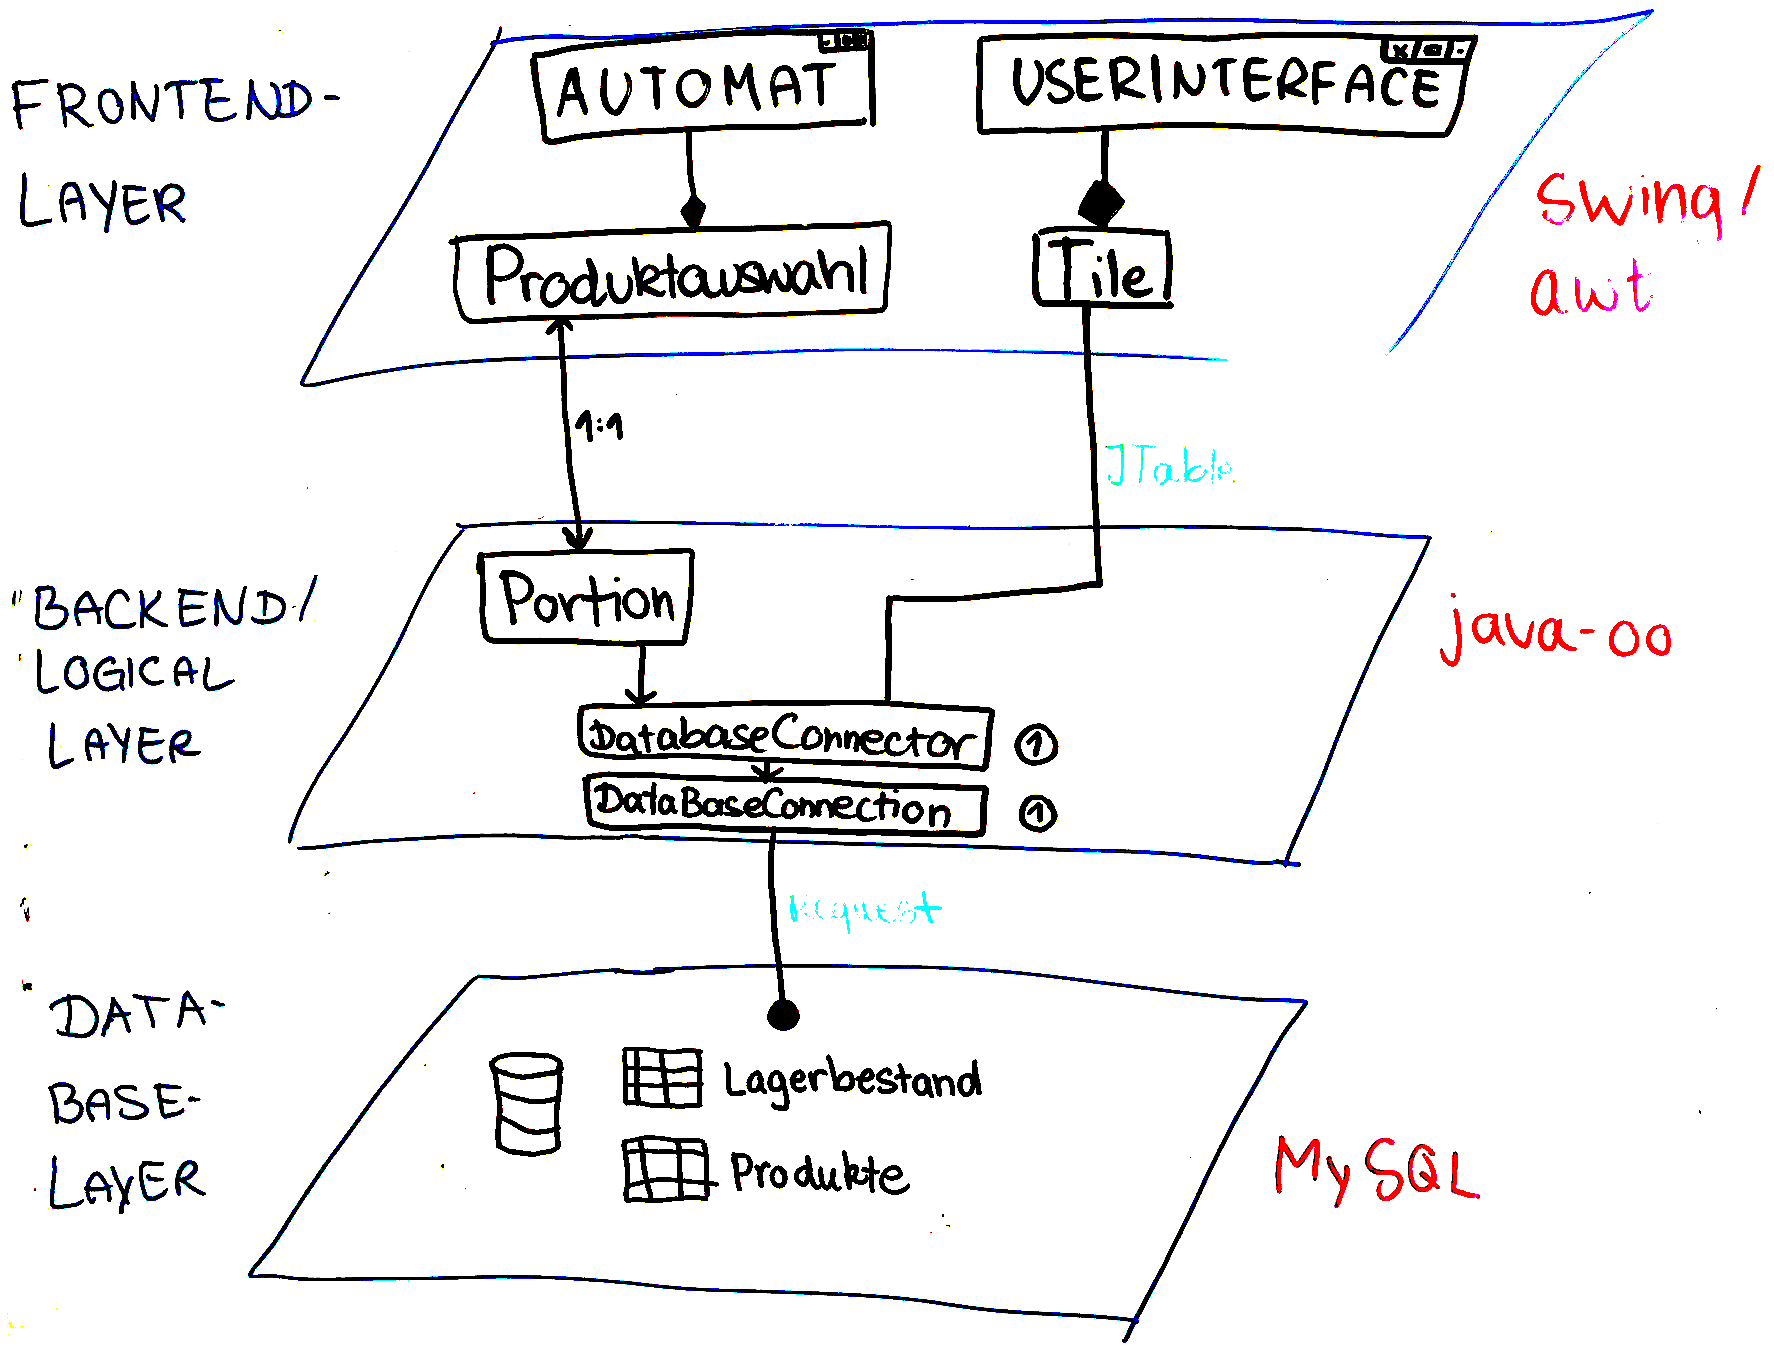 FRONTEND-
LAYER
AUTOMAT
USERINTERFACE
Produktauswahl
Tile
swing/
awt
1:1
JTable
"BACKEND/
LOGICAL
LAYER
Portion
DatabaseConnector
1
DataBaseConnection
1
java-oo
Request
DATA-
BASE-
LAYER
Lagerbestand
Produkte
MySQL